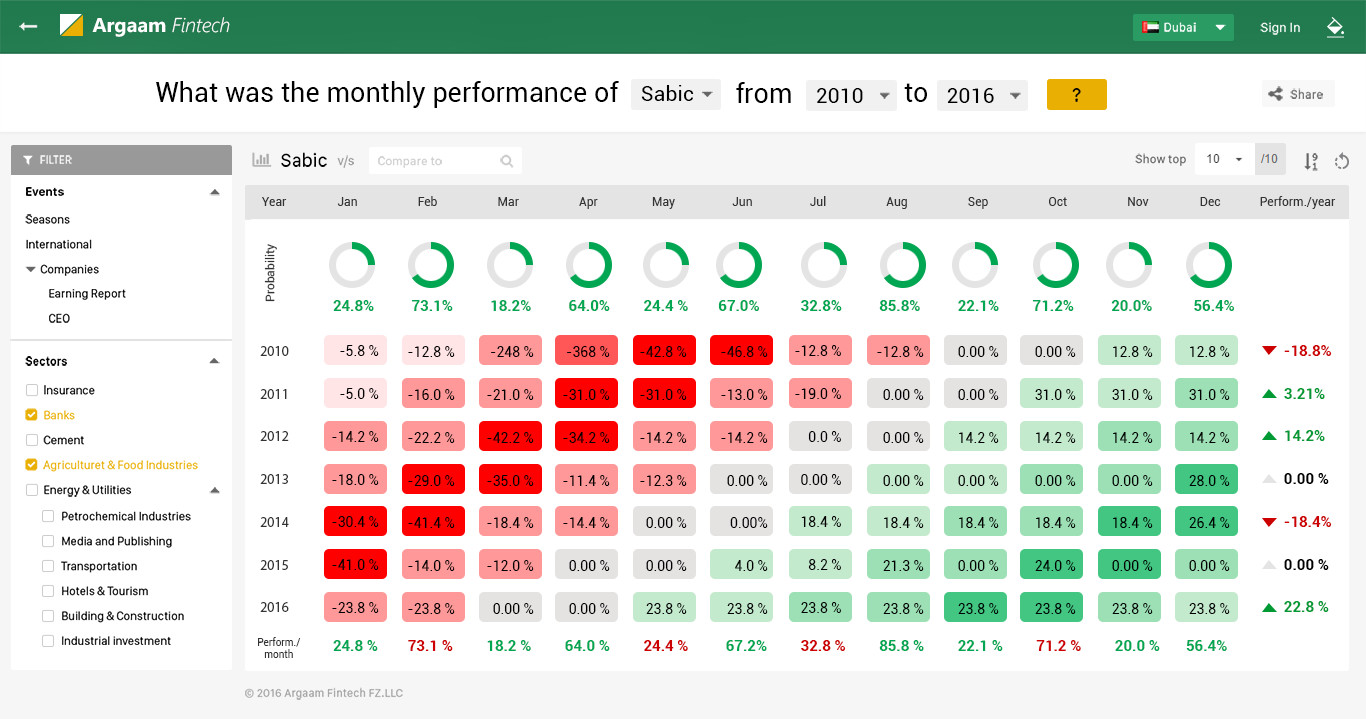 Argaam Fintech
Dubai
Sign In
What was the monthly performance of Sabic from 2010 to 2016 ?
Share
FILTER
Events
Seasons
International
Companies
Earning Report
CEO
Sectors
Insurance
Banks
Cement
Agriculturet & Food Industries
Energy & Utilities
Petrochemical Industries
Media and Publishing
Transportation
Hotels & Tourism
Building & Construction
Industrial investment
Sabic v/s Compare to
Show top 10 /10
Year Jan Feb Mar Apr May Jun Jul Aug Sep Oct Nov Dec Perform./year
Probability
24.8% 73.1% 18.2% 64.0% 24.4 % 67.0% 32.8% 85.8% 22.1% 71.2% 20.0% 56.4%
2010 -5.8 % -12.8 % -248 % -368 % -42.8 % -46.8 % -12.8 % -12.8 % 0.00 % 0.00 % 12.8 % 12.8 % -18.8%
2011 -5.0 % -16.0 % -21.0 % -31.0 % -31.0 % -13.0 % -19.0 % 0.00 % 0.00 % 31.0 % 31.0 % 31.0 % 3.21%
2012 -14.2 % -22.2 % -42.2 % -34.2 % -14.2 % -14.2 % 0.0 % 0.00 % 14.2 % 14.2 % 14.2 % 14.2 % 14.2%
2013 -18.0 % -29.0 % -35.0 % -11.4 % -12.3 % 0.00 % 0.00 % 0.00 % 0.00 % 0.00 % 0.00 % 28.0 % 0.00 %
2014 -30.4 % -41.4 % -18.4 % -14.4 % 0.00 % 0.00% 18.4 % 18.4 % 18.4 % 18.4 % 18.4 % 26.4 % -18.4%
2015 -41.0 % -14.0 % -12.0 % 0.00 % 0.00 % 4.0 % 8.2 % 21.3 % 0.00 % 24.0 % 0.00 % 0.00 % 0.00 %
2016 -23.8 % -23.8 % 0.00 % 0.00 % 23.8 % 23.8 % 23.8 % 23.8 % 23.8 % 23.8 % 23.8 % 23.8 % 22.8 %
Perform./
month
24.8 % 73.1 % 18.2 % 64.0 % 24.4 % 67.2% 32.8 % 85.8 % 22.1 % 71.2 % 20.0 % 56.4%
© 2016 Argaam Fintech FZ.LLC